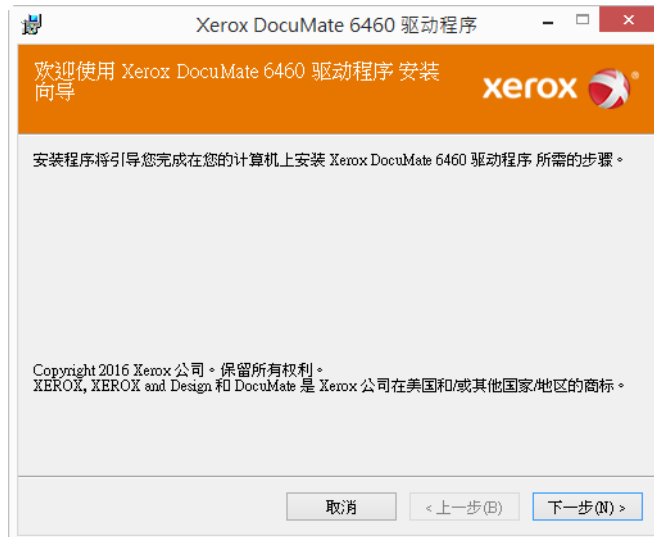 Xerox DocuMate 6460 驱动程序
欢迎使用 Xerox DocuMate 6460 驱动程序 安装
向导
xerox
安装程序将引导您完成在您的计算机上安装 Xerox DocuMate 6460 驱动程序 所需的步骤。
Copyright 2016 Xerox 公司。保留所有权利。
XEROX, XEROX and Design 和 DocuMate 是 Xerox 公司在美国和/或其他国家/地区的商标。
取消
<上一步(B)
下一步(N) >